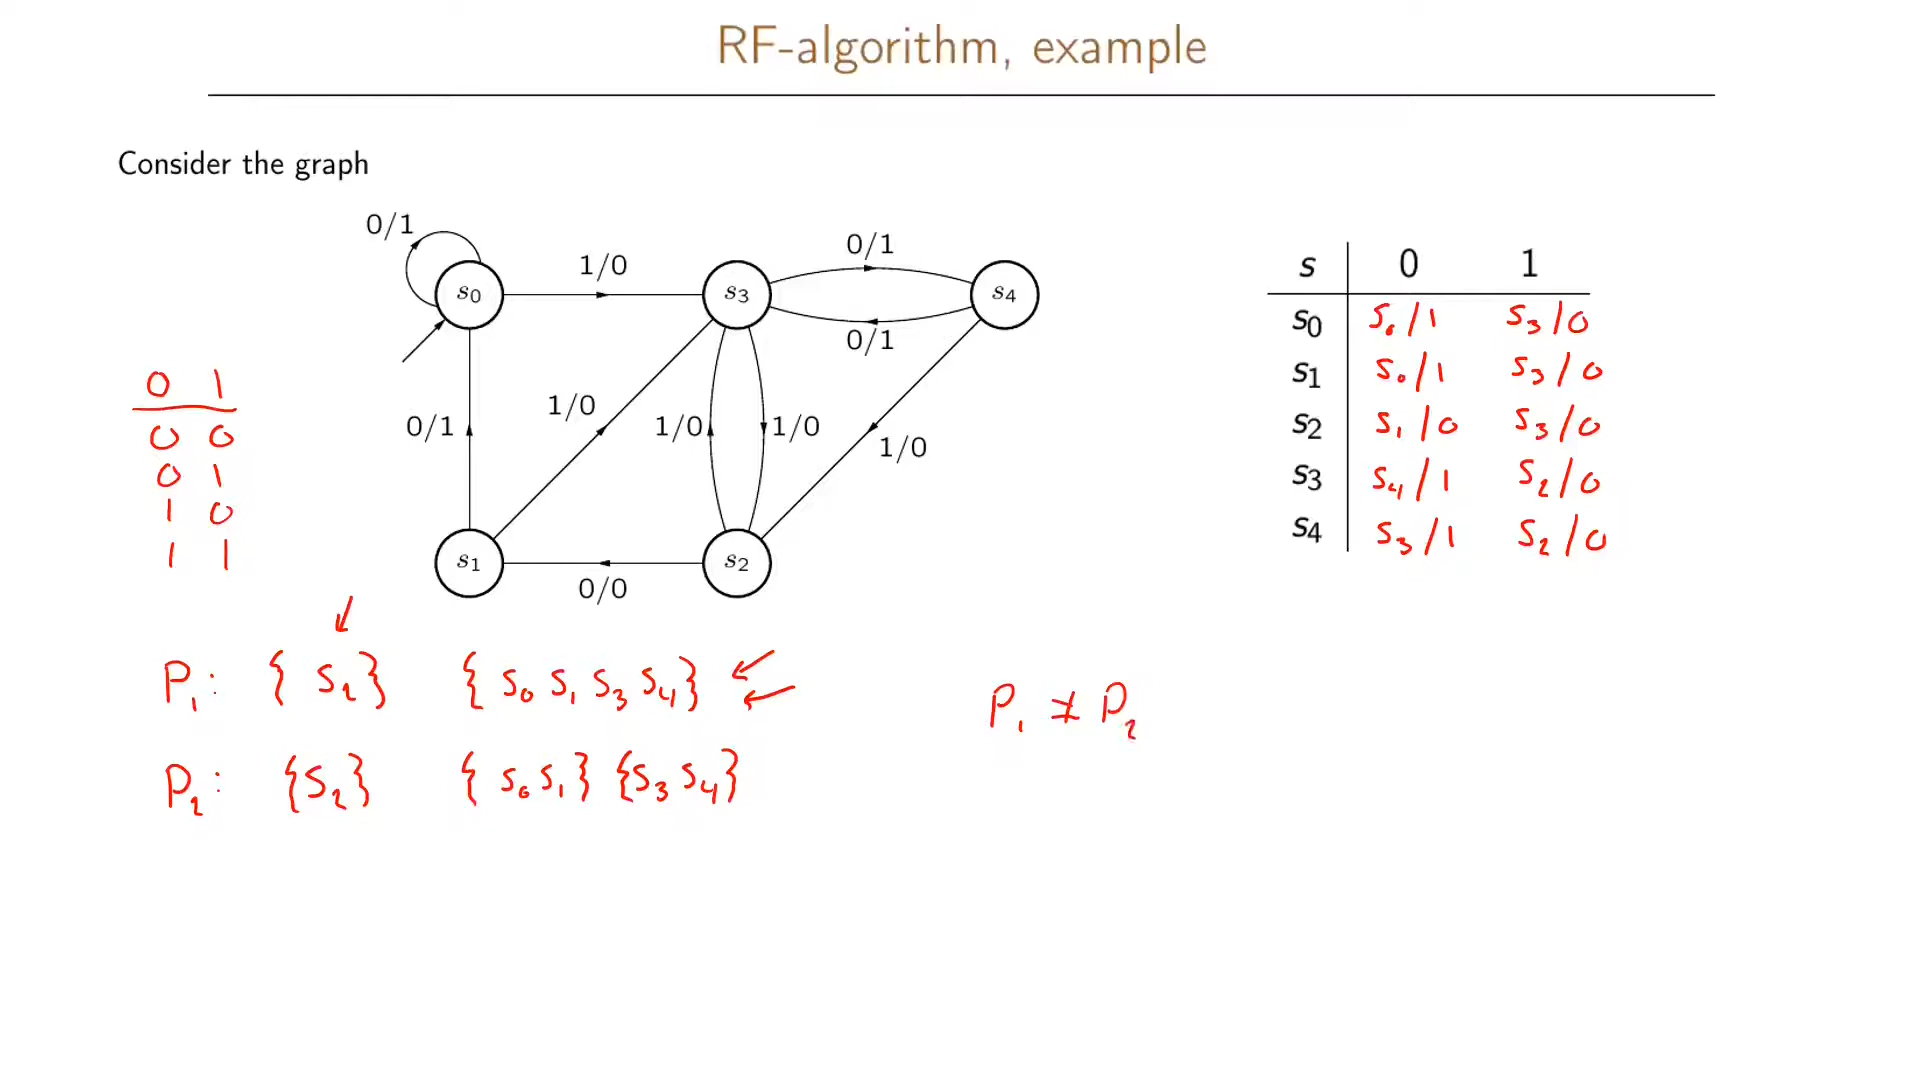 RF-algorithm, example
Consider the graph
0/1
1/0
0/1
s0
s3
s4
0/1
0/1
1/0
1/0
1/0
1/0
s1
s2
0/0
s 0 1
s0 s0/1 s3/0
s1 s0/1 s3/0
s2 s1/0 s3/0
s3 s4/1 s2/0
s4 s3/1 s2/0
0 1
0 0
0 1
1 0
1 1
P1: {s2} {s0 s1 s3 s4}
P1 ≠ P2
P2: {s2} {s0 s1} {s3 s4}